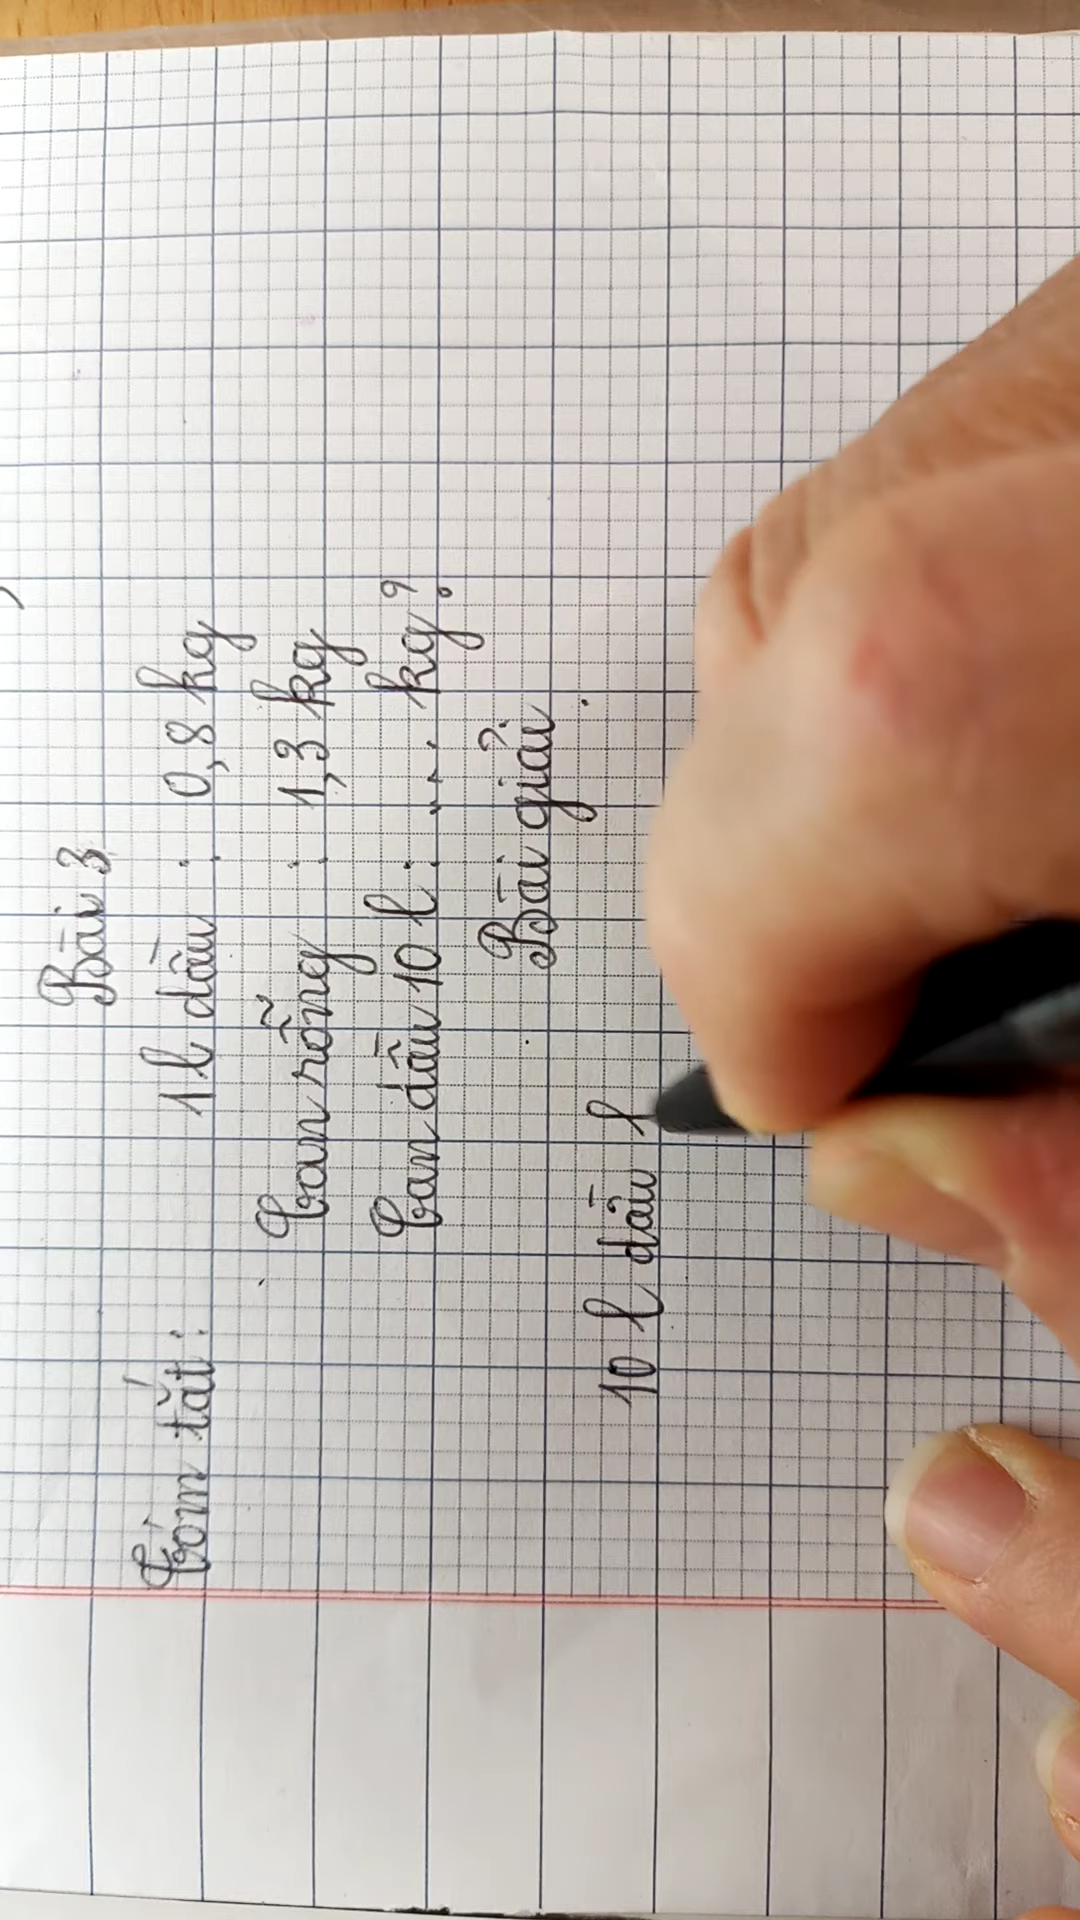 Bài 3
Tóm tắt: 1 l dầu : 0,8 kg
Can rỗng : 1,3 kg
Can dầu 10 l : .... kg?
Bài giải
10 l dầu